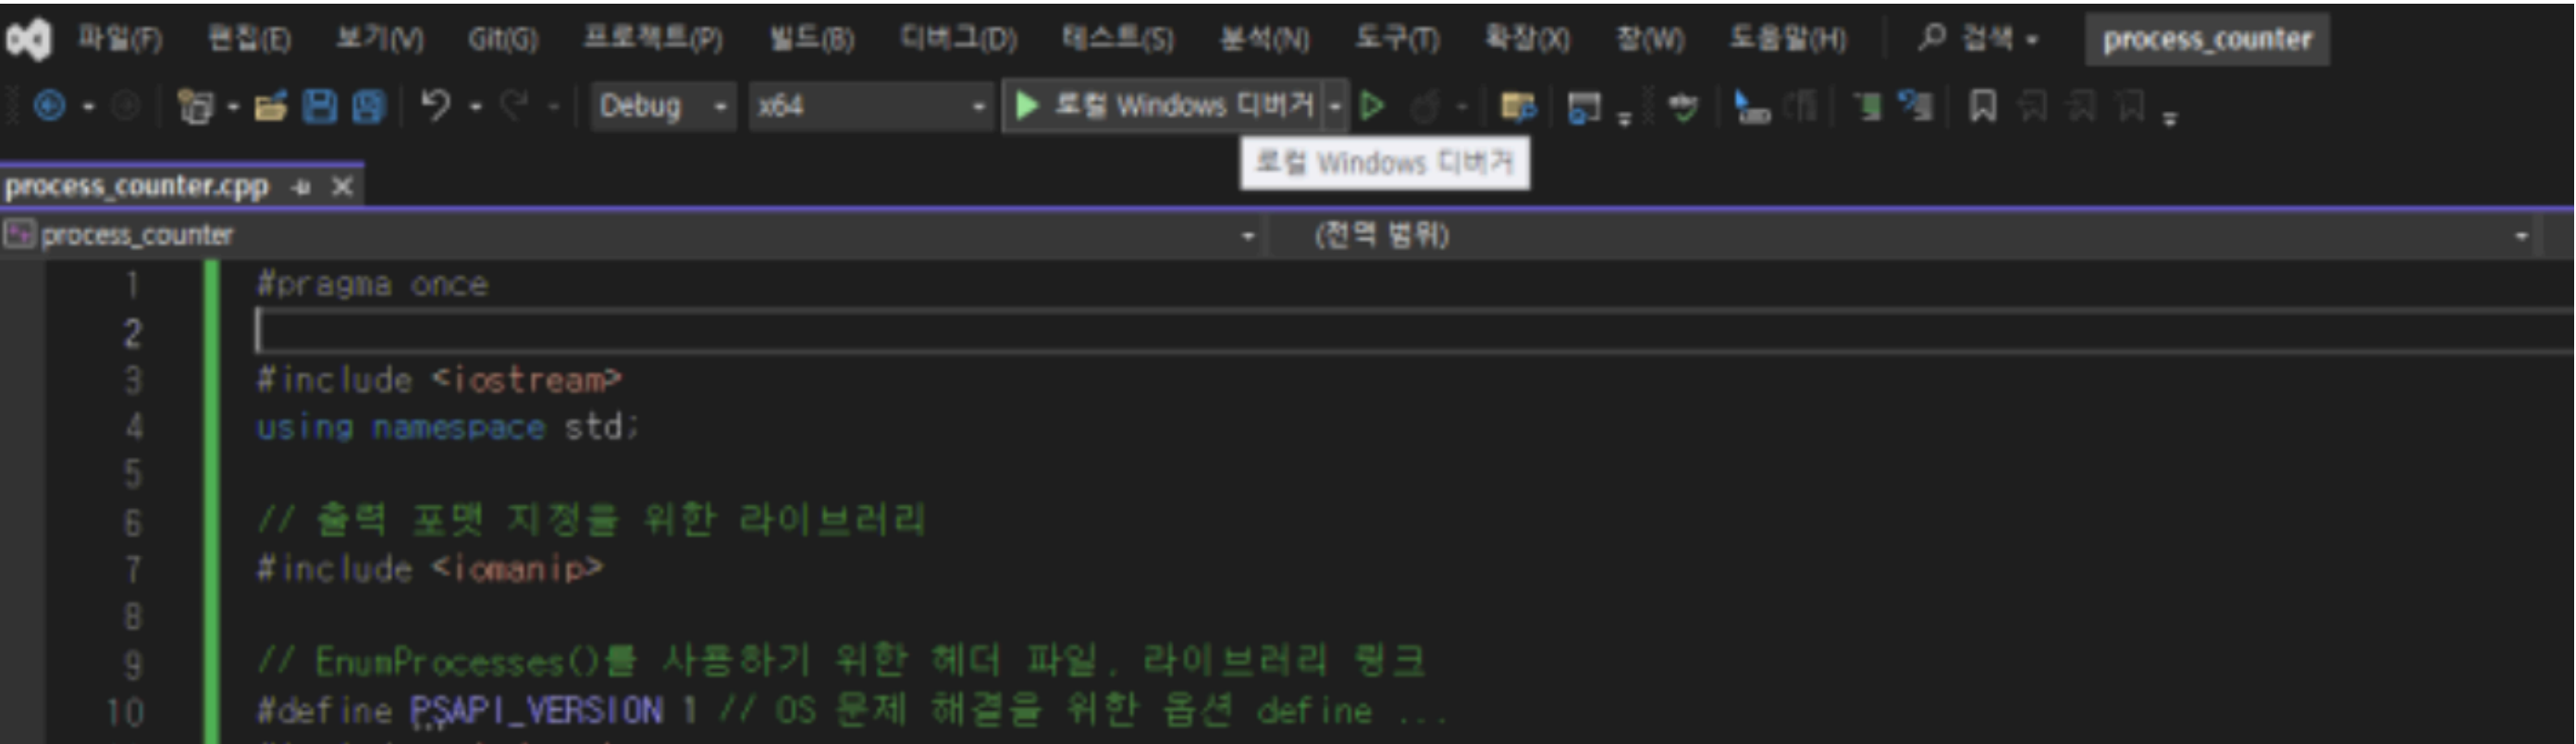 파일(F) 편집(E) 보기(V) Git(G) 프로젝트(P) 빌드(B) 디버그(D) 테스트(S) 분석(N) 도구(T) 확장(X) 창(W) 도움말(H) 검색 process_counter
Debug x64 로컬 Windows 디버거
로컬 Windows 디버거
process_counter.cpp
process_counter (전역 범위)
1 #pragma once
2
3 #include <iostream>
4 using namespace std;
5
6 // 출력 포맷 지정을 위한 라이브러리
7 #include <iomanip>
8
9 // EnumProcesses()를 사용하기 위한 헤더 파일, 라이브러리 링크
10 #define PSAPI_VERSION 1 // OS 문제 해결을 위한 옵션 define ...